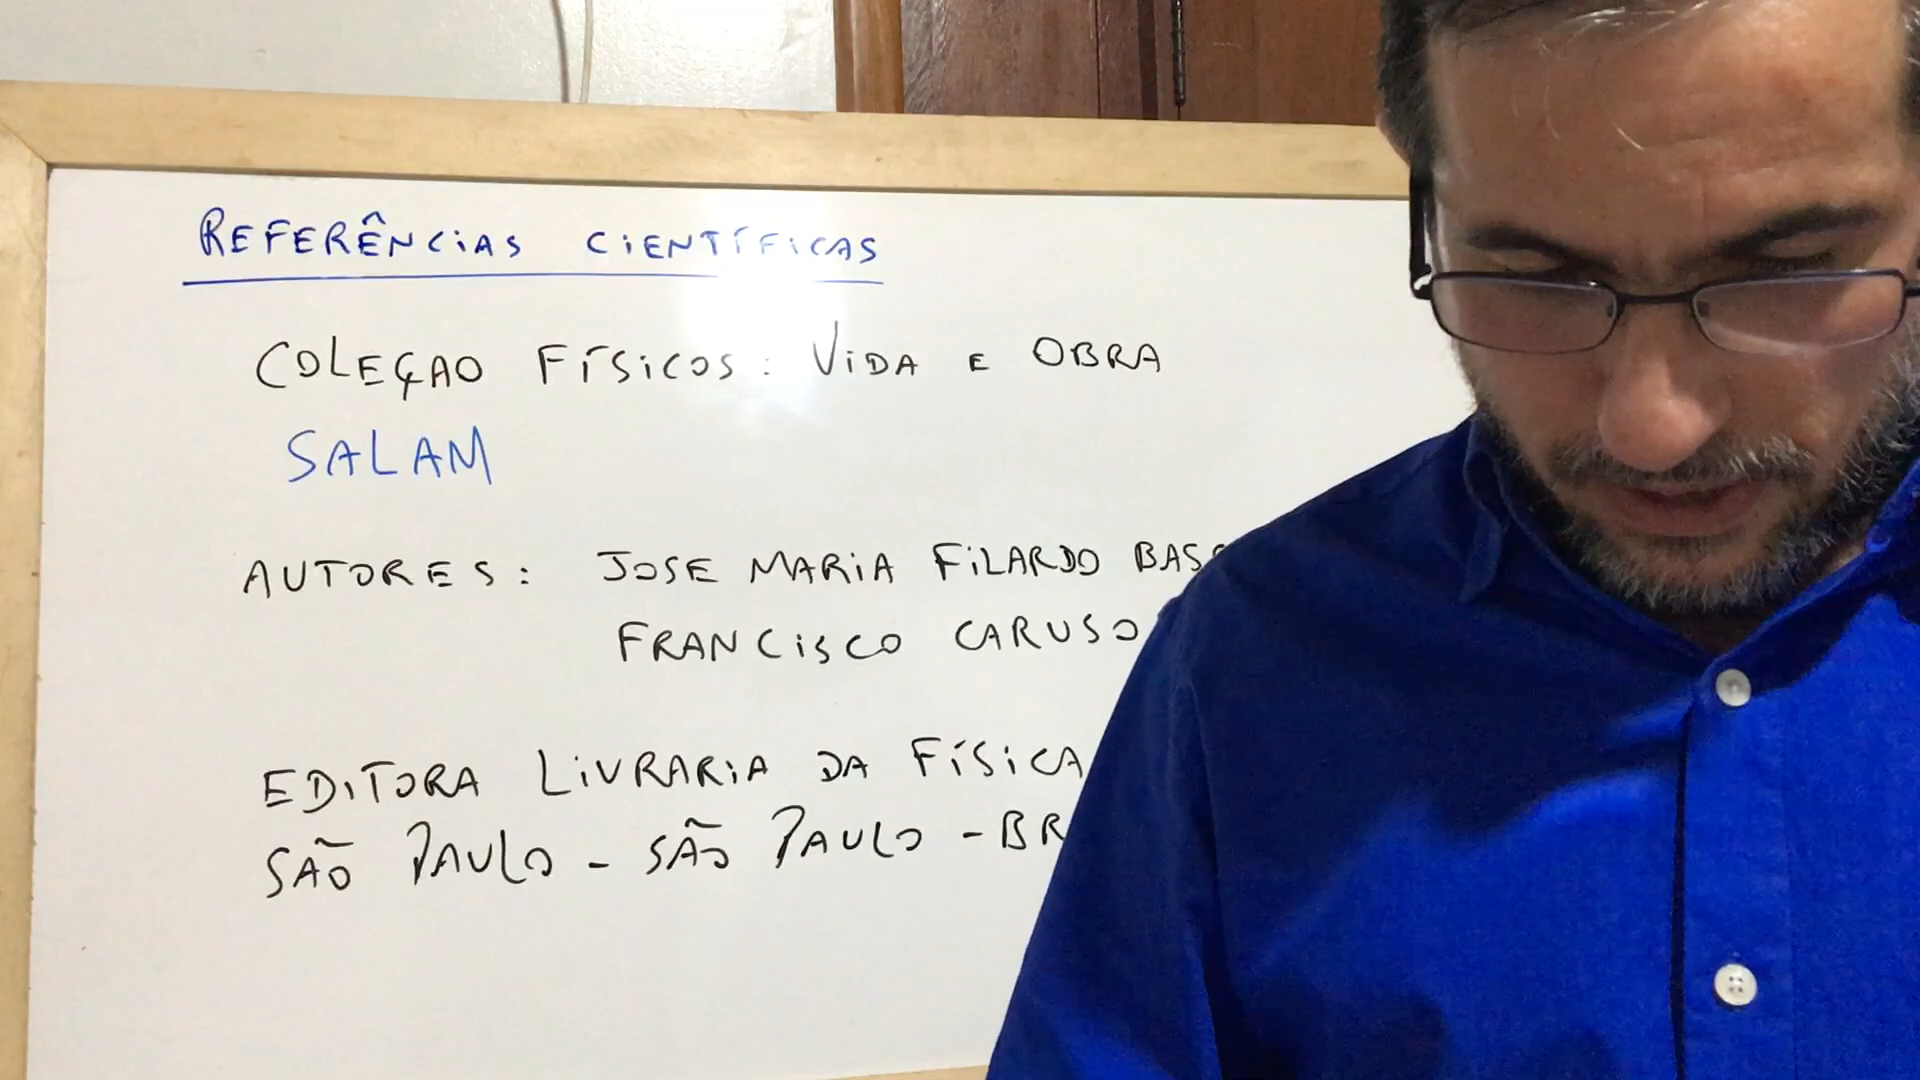 REFERÊNCIAS CIENTÍFICAS
COLEÇAO FÍSICOS: VIDA E OBRA
SALAM
AUTORES: JOSE MARIA FILARDO
FRANCISCO CARUSO
EDITORA LIVRARIA DA FÍSICA
SÃO PAULO - SÃO PAULO - BR